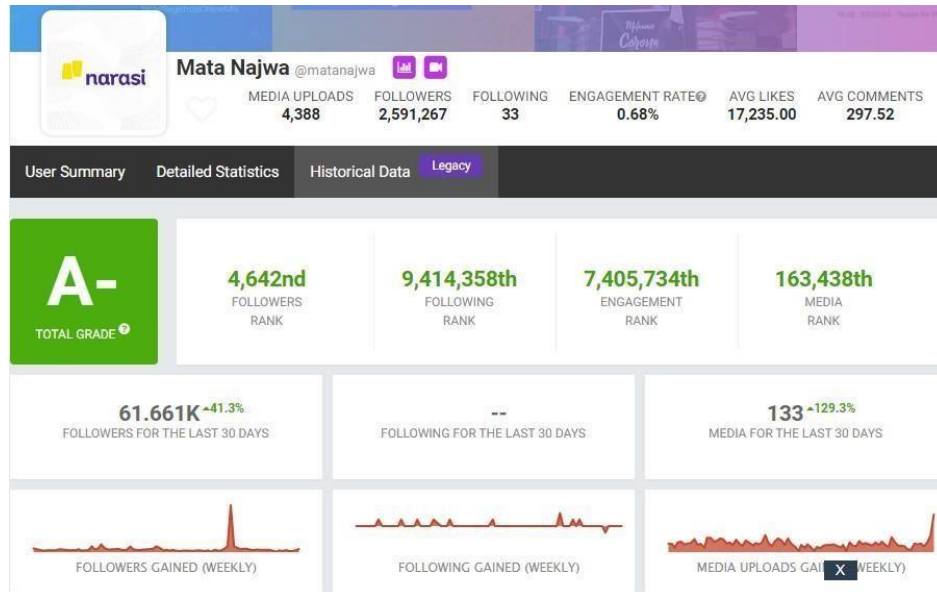 Corona
narasi
Mata Najwa @matanajwa
MEDIA UPLOADS FOLLOWERS FOLLOWING ENGAGEMENT RATE AVG LIKES AVG COMMENTS
4,388 2,591,267 33 0.68% 17,235.00 297.52
User Summary Detailed Statistics Historical Data Legacy
A-
TOTAL GRADE ?
4,642nd 9,414,358th 7,405,734th 163,438th
FOLLOWERS FOLLOWING ENGAGEMENT MEDIA
RANK RANK RANK RANK
61.661K 41.3% -- 133 129.3%
FOLLOWERS FOR THE LAST 30 DAYS FOLLOWING FOR THE LAST 30 DAYS MEDIA FOR THE LAST 30 DAYS
FOLLOWERS GAINED (WEEKLY) FOLLOWING GAINED (WEEKLY) MEDIA UPLOADS GAI X WEEKLY)